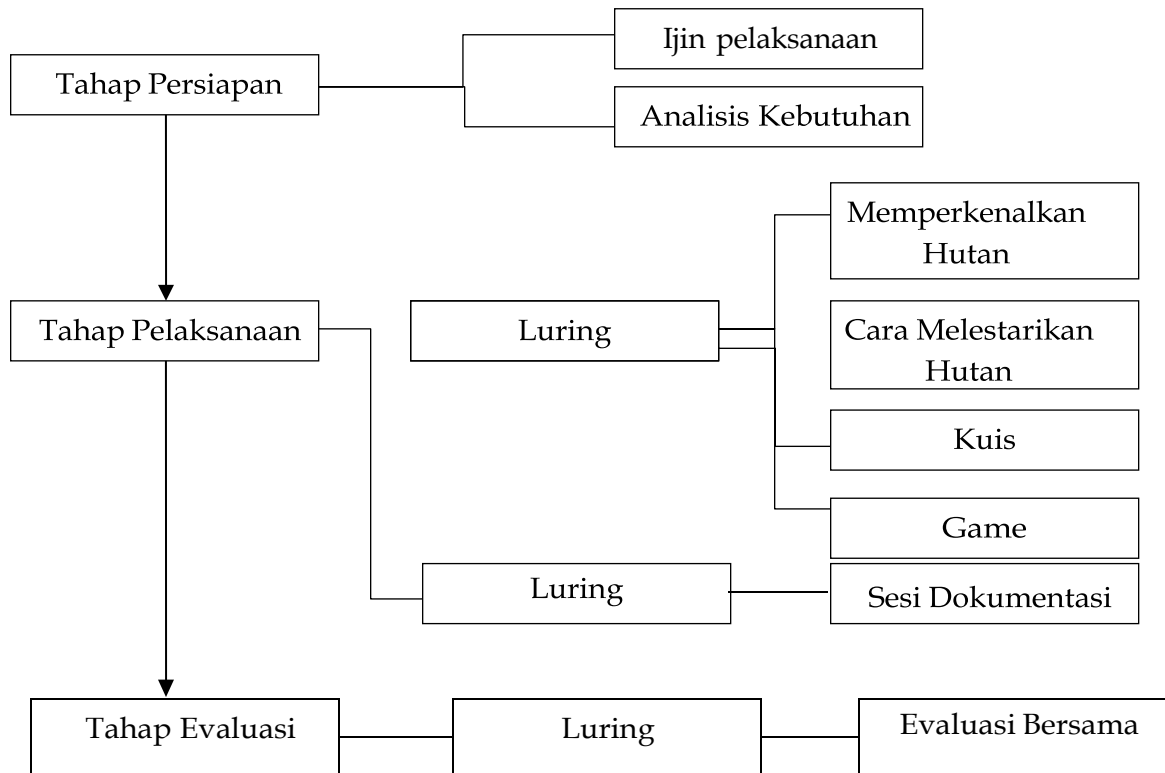 Ijin pelaksanaan
Tahap Persiapan
Analisis Kebutuhan
Memperkenalkan
Hutan
Tahap Pelaksanaan
Luring
Cara Melestarikan
Hutan
Kuis
Game
Luring
Sesi Dokumentasi
Tahap Evaluasi
Luring
Evaluasi Bersama